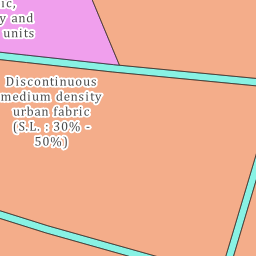 ic,
y and
units
Discontinuous
medium density
urban fabric
(S.L. : 30% -
50%)